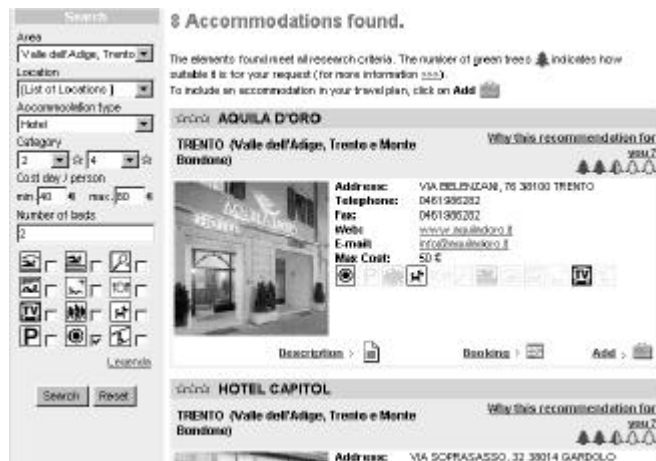 Search
Area
Valle dell'Adige, Trento
Location
(List of Locations )
Accommodation type
Hotel
Category
2 4
Cost day / person
min. 40 € max. 60 €
Number of beds
2
TV
P
Legenda
Search Reset
8 Accommodations found.
The elements found meet all research criteria. The number of green trees indicates how
suitable it is for your request (for more information >>>).
To include an accommodation in your travel plan, click on Add
AQUILA D'ORO
TRENTO (Valle dell'Adige, Trento e Monte
Bondone)
Why this recommendation for
you?
AQUILA D'ORO
Address: VIA BELENZANI, 76 38100 TRENTO
Telephone: 0461986282
Fax: 0461986282
Web: www.aquiladoro.it
E-mail: info@aquiladoro.it
Max Cost: 50 €
P TV
Description > Booking > Add >
HOTEL CAPITOL
TRENTO (Valle dell'Adige, Trento e Monte
Bondone)
Why this recommendation for
you?
Address: VIA SOPRASASSO, 32 38014 GARDOLO